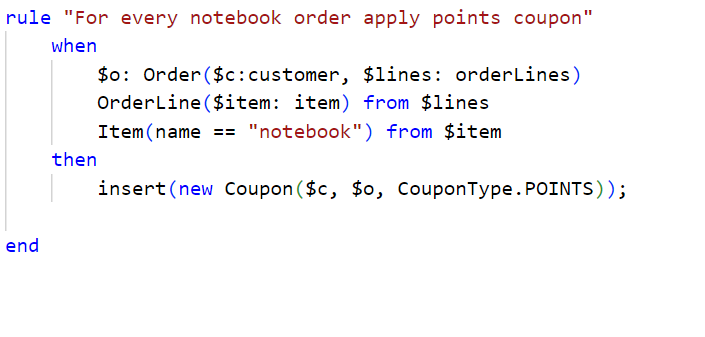 rule "For every notebook order apply points coupon"
when
$o: Order($c:customer, $lines: orderLines)
OrderLine($item: item) from $lines
Item(name == "notebook") from $item
then
insert(new Coupon($c, $o, CouponType.POINTS));
end